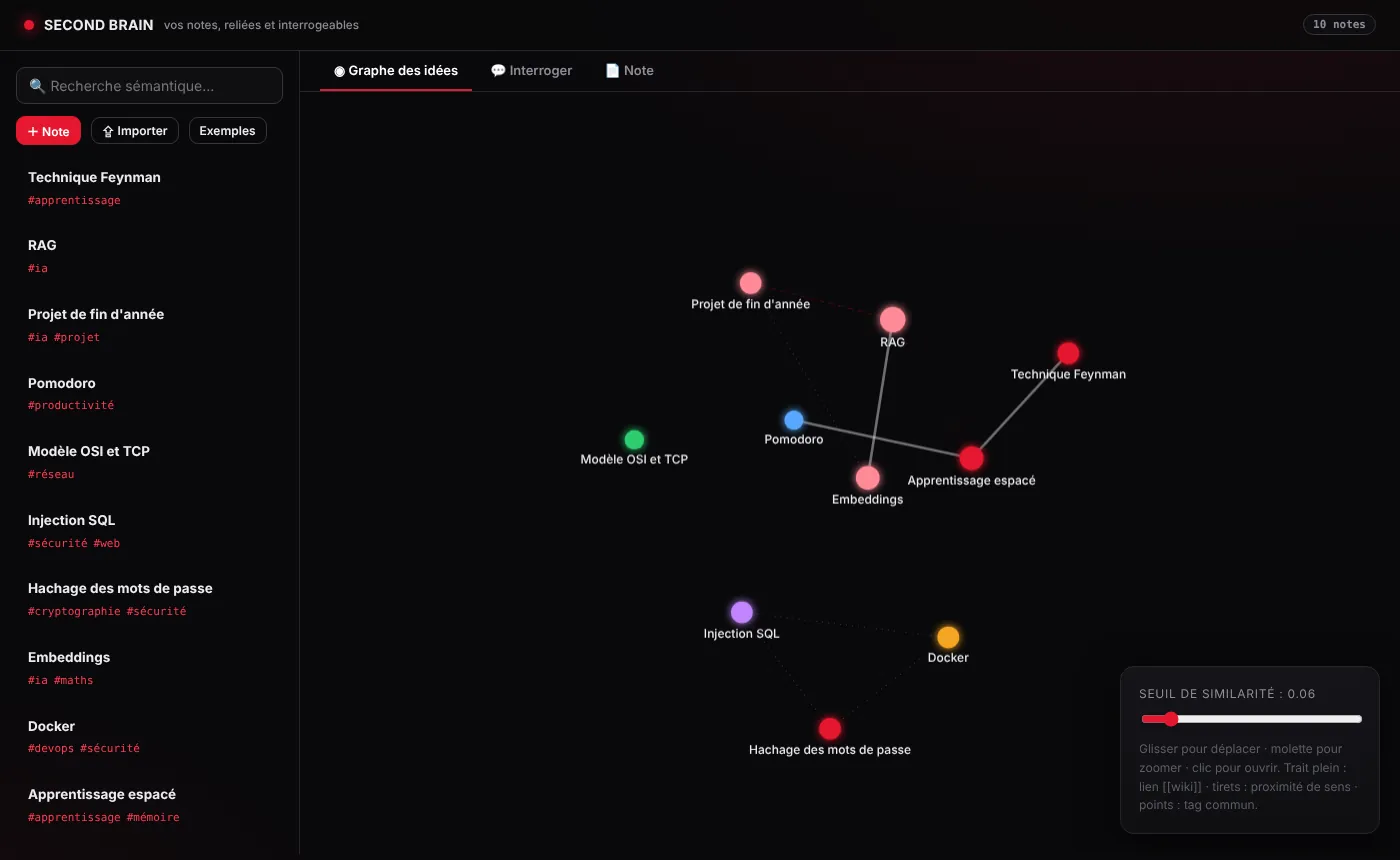 SECOND BRAIN vos notes, reliées et interrogeables
10 notes
🔍 Recherche sémantique...
+ Note
⇪ Importer
Exemples
Technique Feynman
#apprentissage
RAG
#ia
Projet de fin d'année
#ia #projet
Pomodoro
#productivité
Modèle OSI et TCP
#réseau
Injection SQL
#sécurité #web
Hachage des mots de passe
#cryptographie #sécurité
Embeddings
#ia #maths
Docker
#devops #sécurité
Apprentissage espacé
#apprentissage #mémoire
◉ Graphe des idées
💬 Interroger
📄 Note
Projet de fin d'année
RAG
Technique Feynman
Pomodoro
Modèle OSI et TCP
Apprentissage espacé
Embeddings
Injection SQL
Docker
Hachage des mots de passe
SEUIL DE SIMILARITÉ : 0.06
Glisser pour déplacer · molette pour
zoomer · clic pour ouvrir. Trait plein :
lien [[wiki]] · tirets : proximité de sens ·
points : tag commun.